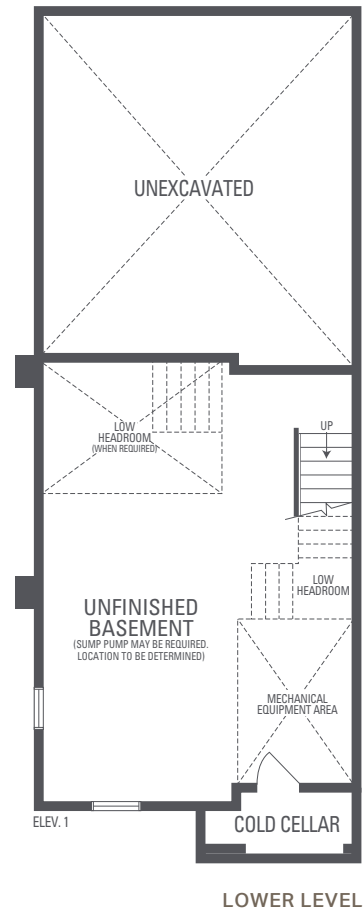 UNEXCAVATED
LOW
HEADROOM
(WHEN REQUIRED)
UP
LOW
HEADROOM
UNFINISHED
BASEMENT
(SUMP PUMP MAY BE REQUIRED.
LOCATION TO BE DETERMINED)
MECHANICAL
EQUIPMENT AREA
ELEV. 1
COLD CELLAR
LOWER LEVEL